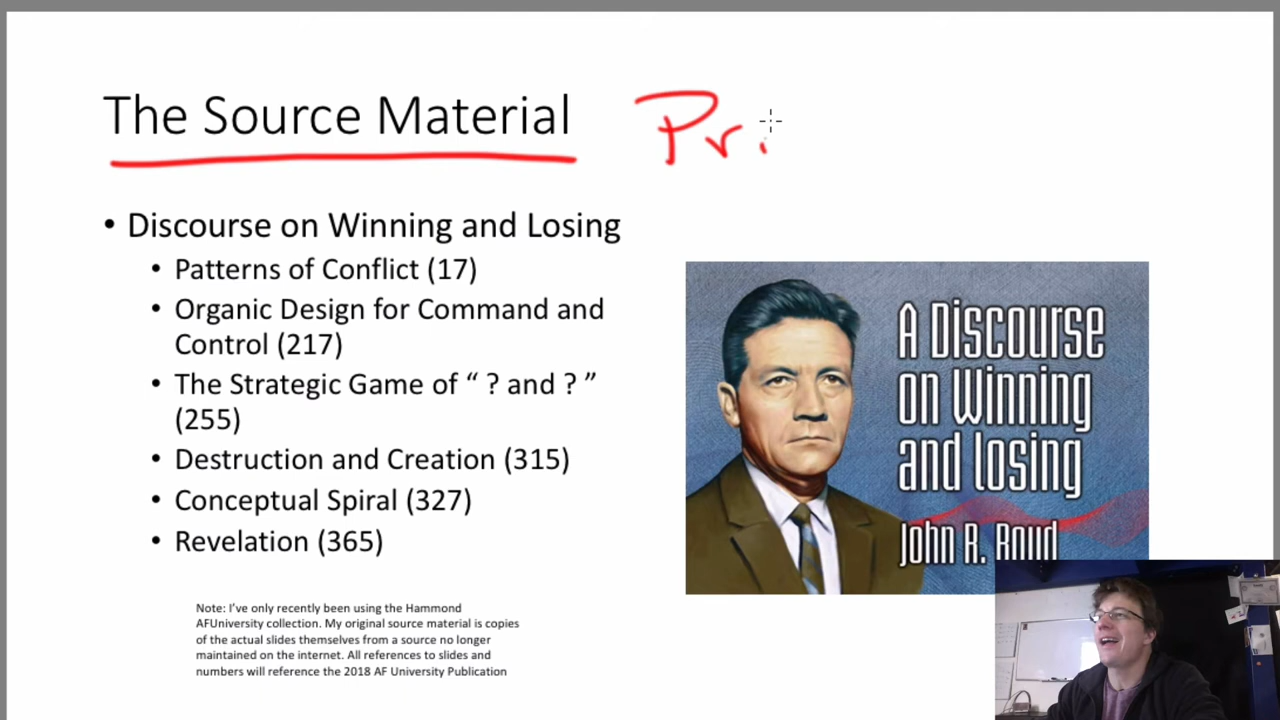 The Source Material
Pri
• Discourse on Winning and Losing
• Patterns of Conflict (17)
• Organic Design for Command and
Control (217)
• The Strategic Game of “ ? and ? ”
(255)
• Destruction and Creation (315)
• Conceptual Spiral (327)
• Revelation (365)
A Discourse
on Winning
and Losing
John R. Boyd
Note: I’ve only recently been using the Hammond
AFUniversity collection. My original source material is copies
of the actual slides themselves from a source no longer
maintained on the internet. All references to slides and
numbers will reference the 2018 AF University Publication